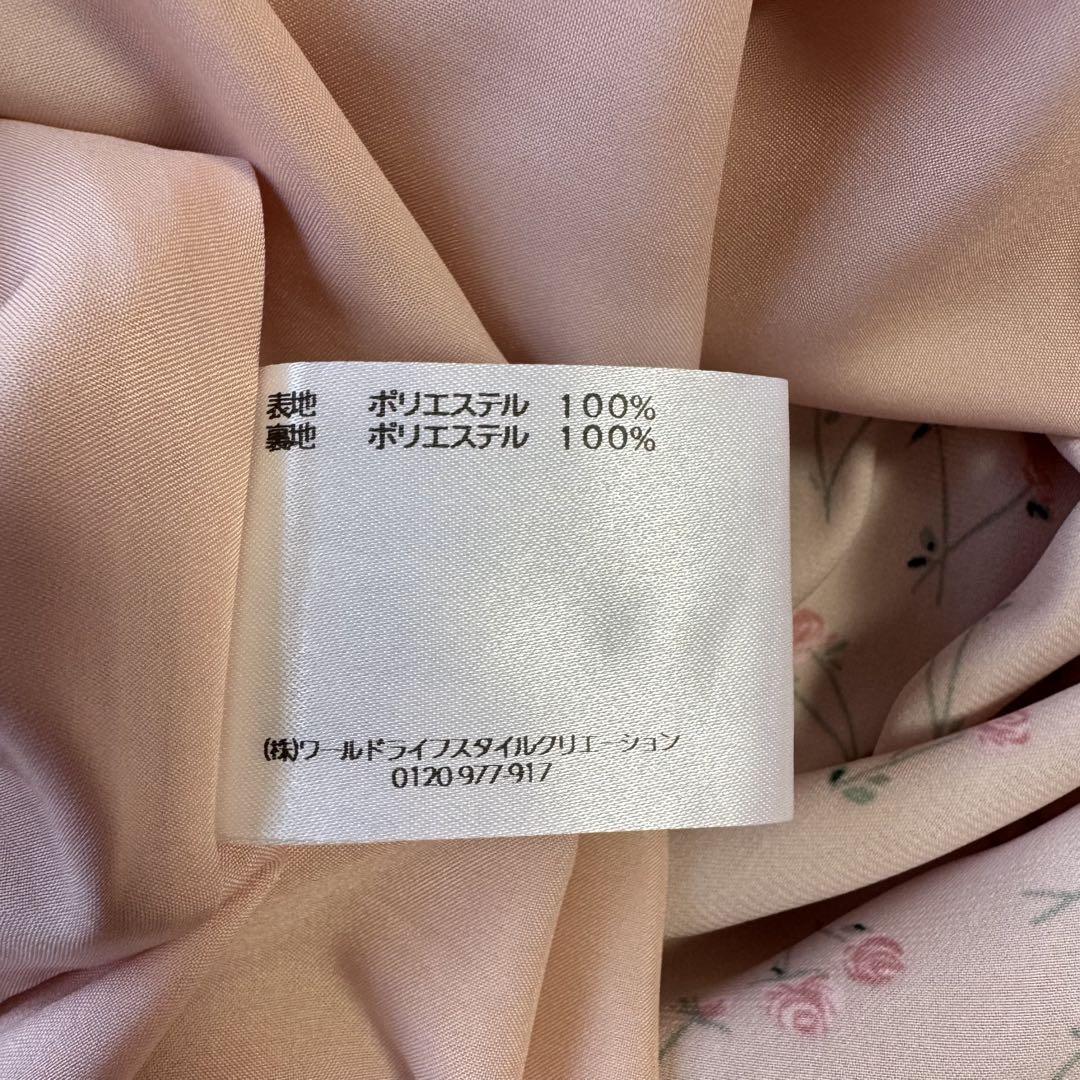 表地 ポリエステル 100%
裏地 ポリエステル 100%
(株)ワールドライフスタイルクリエーション
0120-977-917